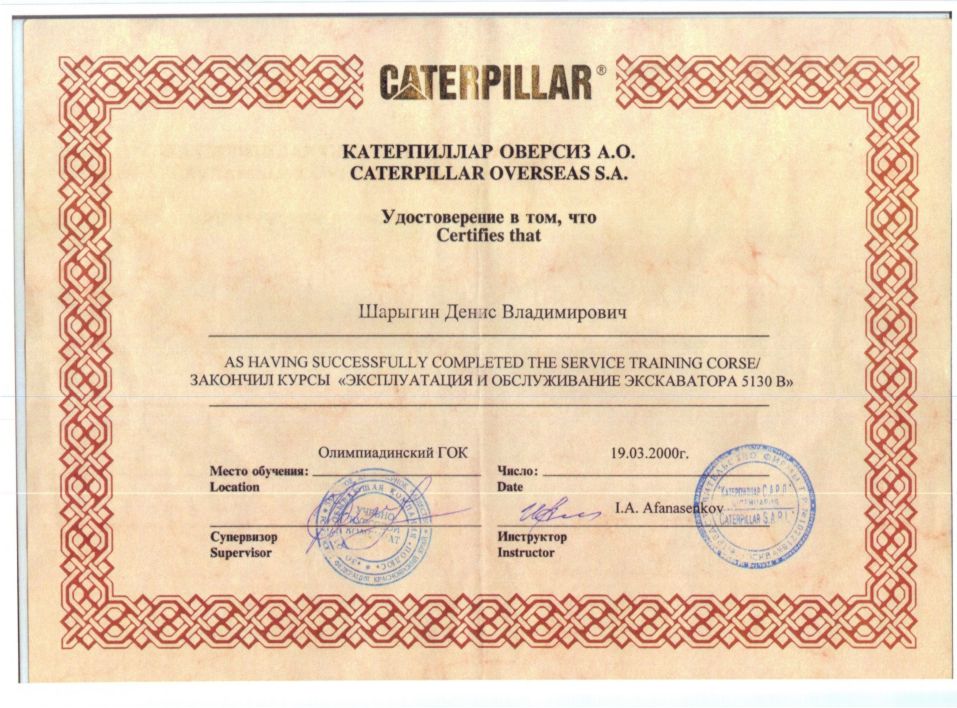 CATERPILLAR®
КАТЕРПИЛЛАР ОВЕРСИЗ А.О.
CATERPILLAR OVERSEAS S.A.
Удостоверение в том, что
Certifies that
Шарыгин Денис Владимирович
AS HAVING SUCCESSFULLY COMPLETED THE SERVICE TRAINING CORSE/
ЗАКОНЧИЛ КУРСЫ «ЭКСПЛУАТАЦИЯ И ОБСЛУЖИВАНИЕ ЭКСКАВАТОРА 5130 В»
Олимпиадинский ГОК
Место обучения:
Location
19.03.2000г.
Число:
Date
Супервизор
Supervisor
I.A. Afanasenkov
Инструктор
Instructor
КАТЕРПИЛЛАР С.А.Р.Л.
CATERPILLAR S.A.R.L.